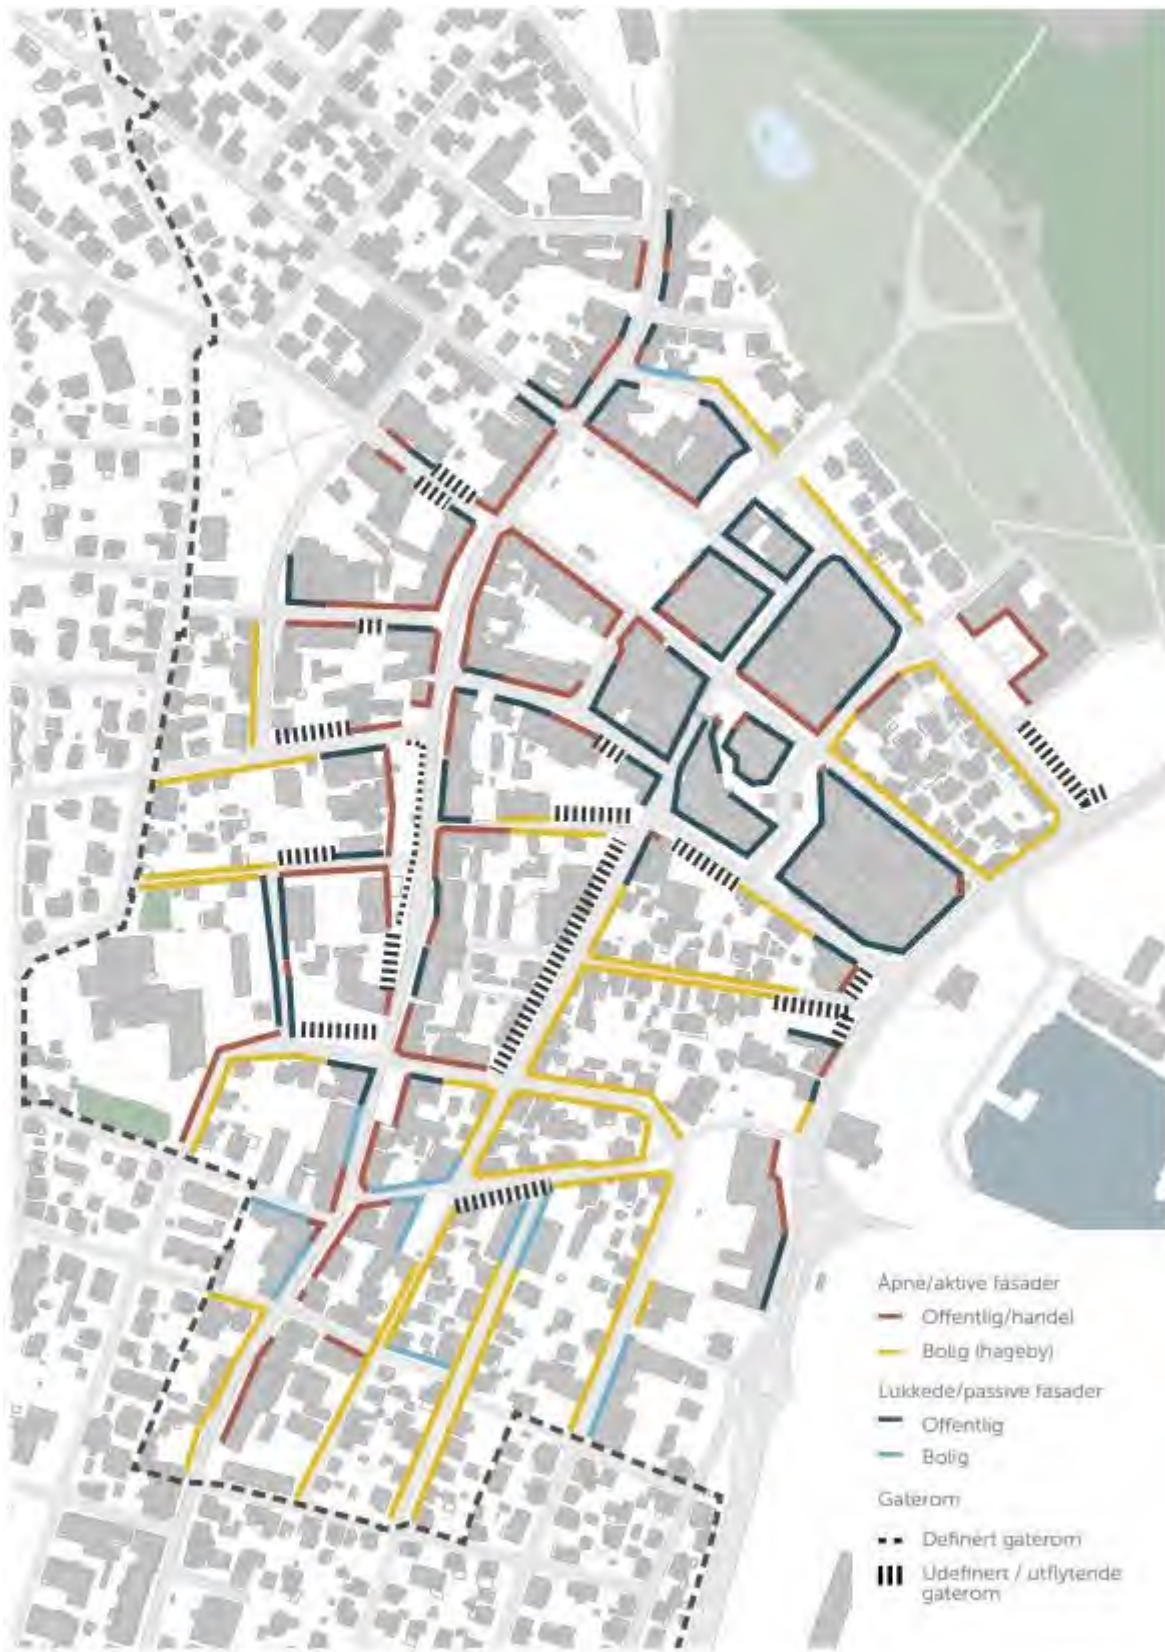 Åpne/aktive fasader
Offentlig/handel
Bolig (hageby)
Lukkede/passive fasader
Offentlig
Bolig
Gaterom
Definert gaterom
Udefinert / utflytende
gaterom